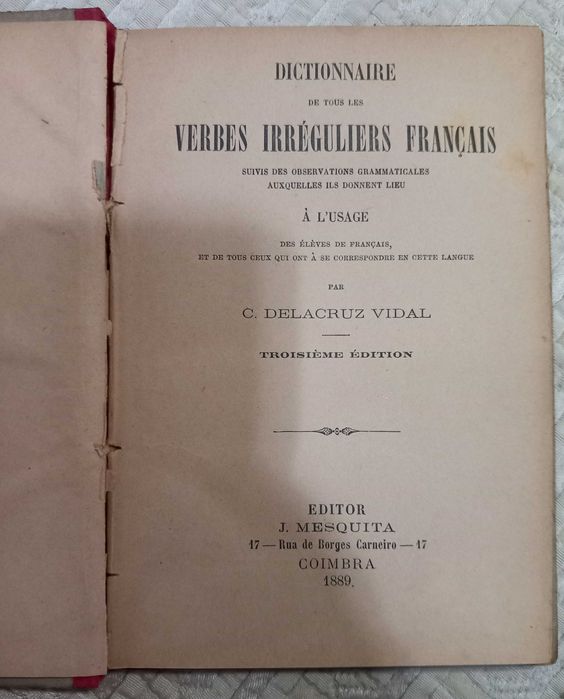 DICTIONNAIRE
DE TOUS LES
VERBES IRRÉGULIERS FRANÇAIS
SUIVIS DES OBSERVATIONS GRAMMATICALES
AUXQUELLES ILS DONNENT LIEU
À L'USAGE
DES ÉLÈVES DE FRANÇAIS,
ET DE TOUS CEUX QUI ONT À SE CORRESPONDRE EN CETTE LANGUE
PAR
C. DELACRUZ VIDAL
TROISIÈME ÉDITION
EDITOR
J. MESQUITA
17 — Rua de Borges Carneiro — 17
COIMBRA
1889.